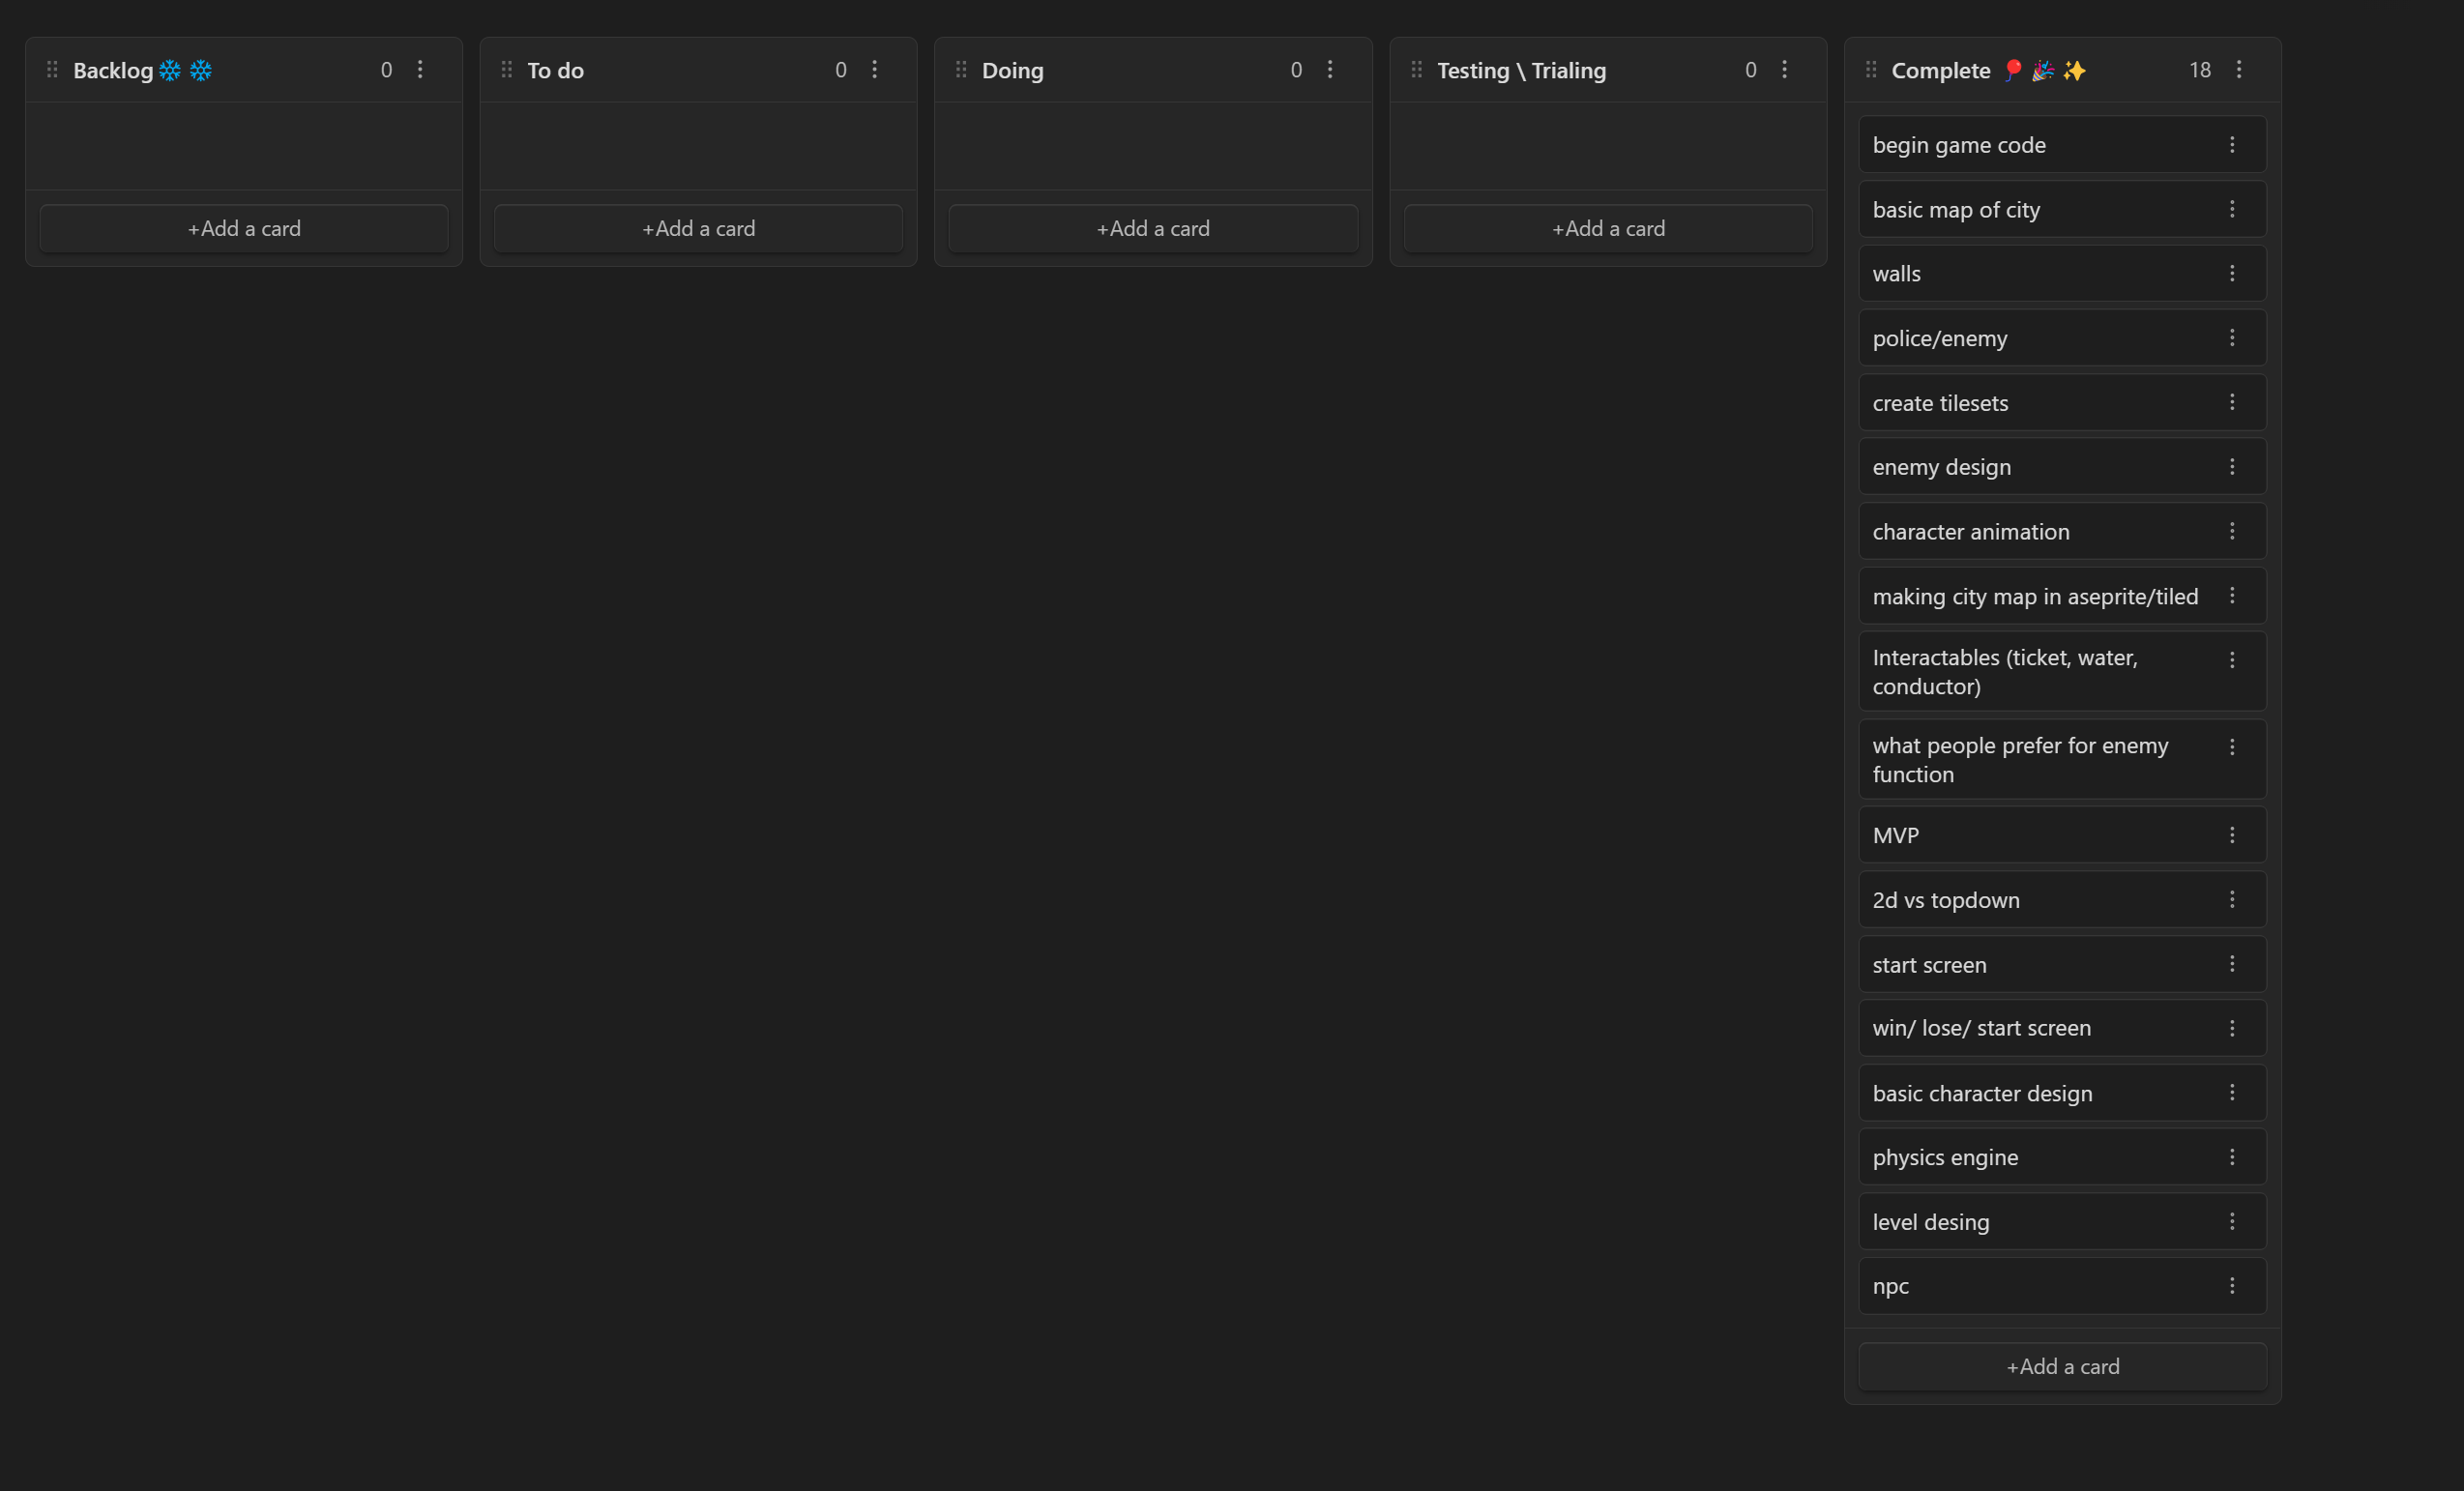 Backlog❄️ ❄️ 0
+Add a card
To do 0
+Add a card
Doing 0
+Add a card
Testing \ Trialing 0
+Add a card
Complete 🎈 🎉 ✨ 18
begin game code
basic map of city
walls
police/enemy
create tilesets
enemy design
character animation
making city map in aseprite/tiled
Interactables (ticket, water,
conductor)
what people prefer for enemy
function
MVP
2d vs topdown
start screen
win/ lose/ start screen
basic character design
physics engine
level desing
npc
+Add a card